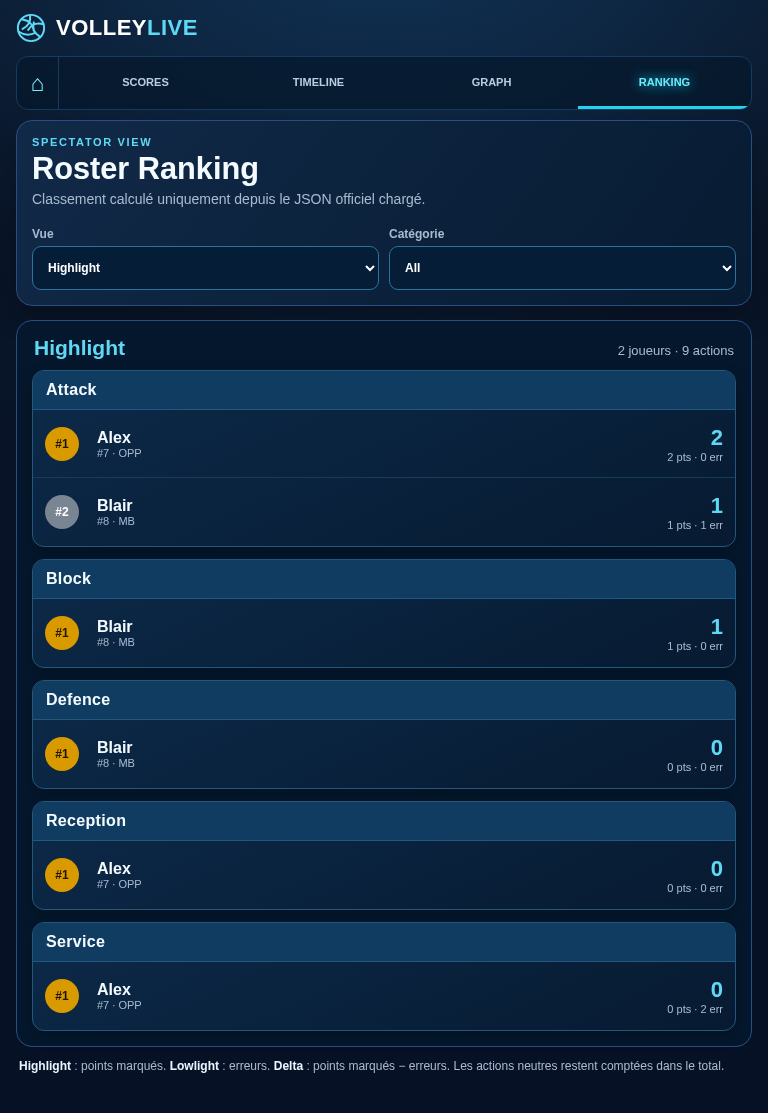 VOLLEYLIVE
SCORES TIMELINE GRAPH RANKING
SPECTATOR VIEW
Roster Ranking
Classement calculé uniquement depuis le JSON officiel chargé.
Vue Catégorie
Highlight All
Highlight 2 joueurs · 9 actions
Attack
#1 Alex 2
#7 · OPP 2 pts · 0 err
#2 Blair 1
#8 · MB 1 pts · 1 err
Block
#1 Blair 1
#8 · MB 1 pts · 0 err
Defence
#1 Blair 0
#8 · MB 0 pts · 0 err
Reception
#1 Alex 0
#7 · OPP 0 pts · 0 err
Service
#1 Alex 0
#7 · OPP 0 pts · 2 err
Highlight : points marqués. Lowlight : erreurs. Delta : points marqués − erreurs. Les actions neutres restent comptées dans le total.